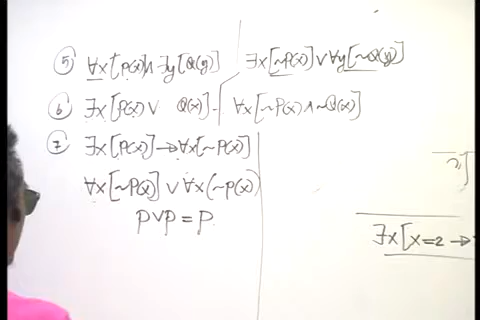 5 ∀x[P(x)]∧∃y[Q(y)] ∃x[~P(x)]∨∀y[~Q(y)]
6 ∃x[P(x)∨ Q(x)] ∀x[~P(x)∧~Q(x)]
7 ∃x[P(x)]→∀x[~P(x)]
∀x[~P(x)]∨∀x(~P(x))
P∨P=P
∃x[x=2→